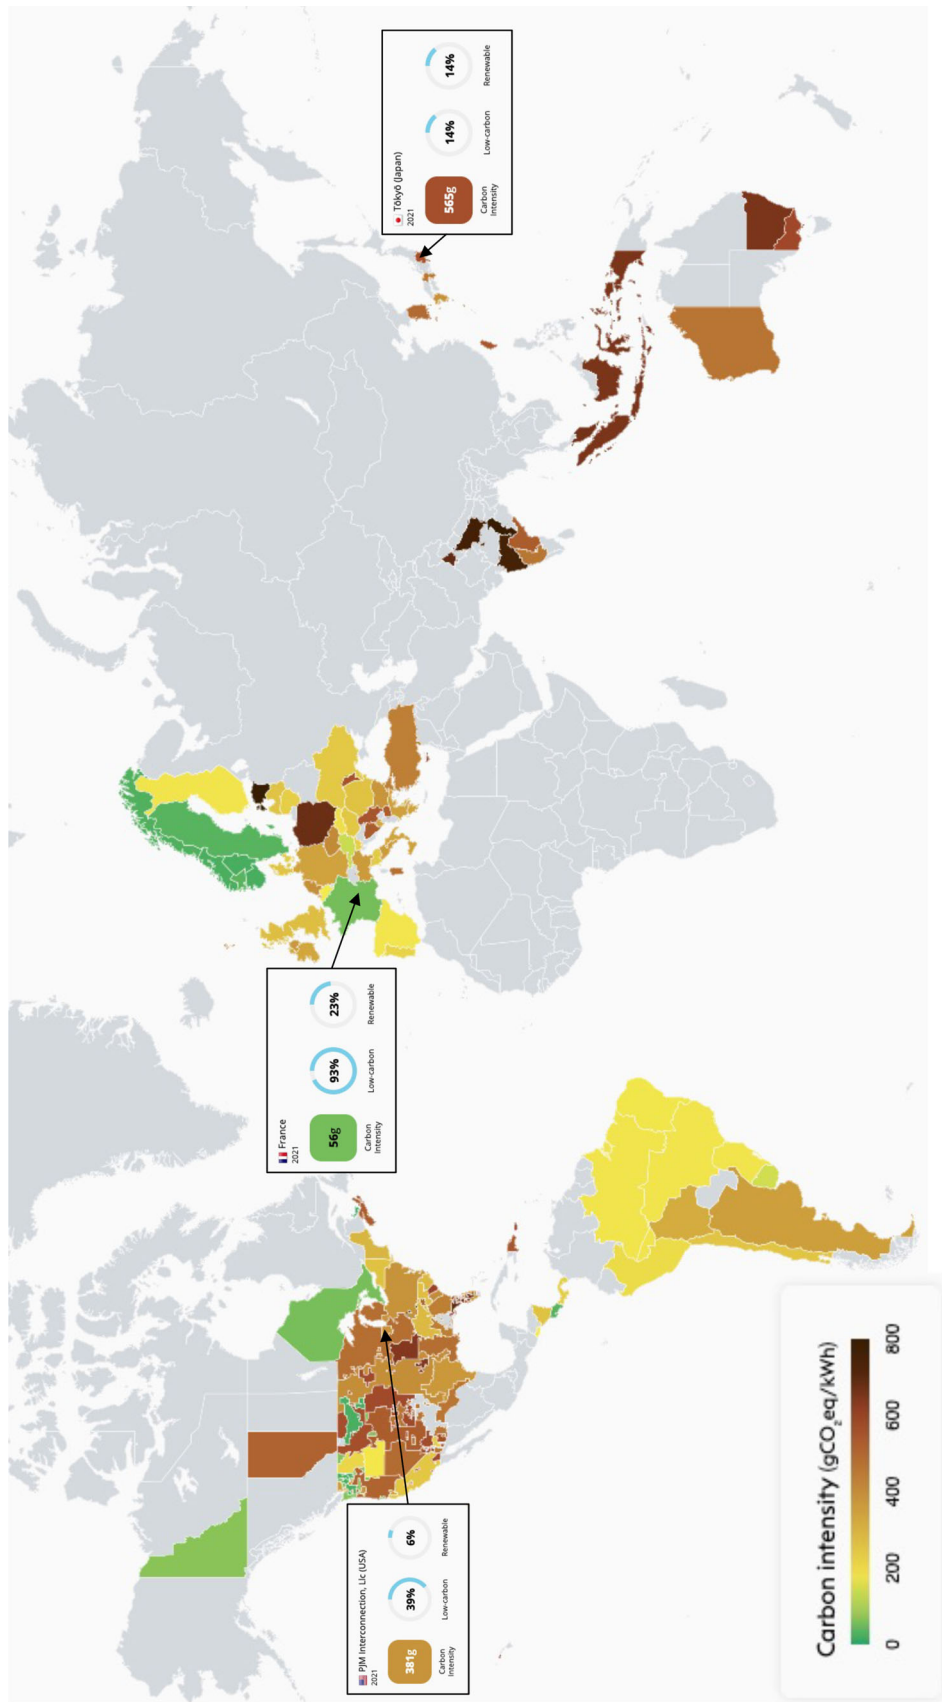 PJM Interconnection, Llc (USA)
2021
381g
39%
6%
Carbon
Intensity
Low-carbon
Renewable
France
2021
56g
93%
23%
Carbon
Intensity
Low-carbon
Renewable
Tōkyō (Japan)
2021
565g
14%
14%
Carbon
Intensity
Low-carbon
Renewable
Carbon intensity (gCO₂eq/kWh)
0 200 400 600 800